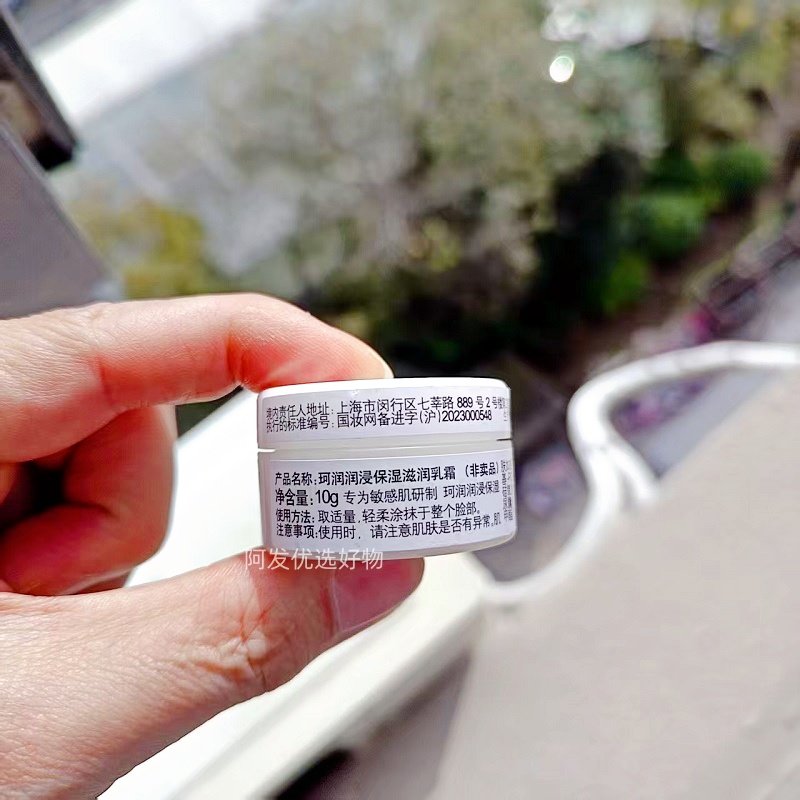 境内责任人地址:上海市闵行区七莘路 889 号 2 号楼
执行的标准编号:国妆网备进字(沪)2023000548
产品名称:珂润润浸保湿滋润乳霜 (非卖品)
净含量:10g 专为敏感肌研制 珂润润浸保湿
使用方法:取适量,轻柔涂抹于整个脸部。
注意事项:使用时,请注意肌肤是否有异常。肌
阿发优选好物